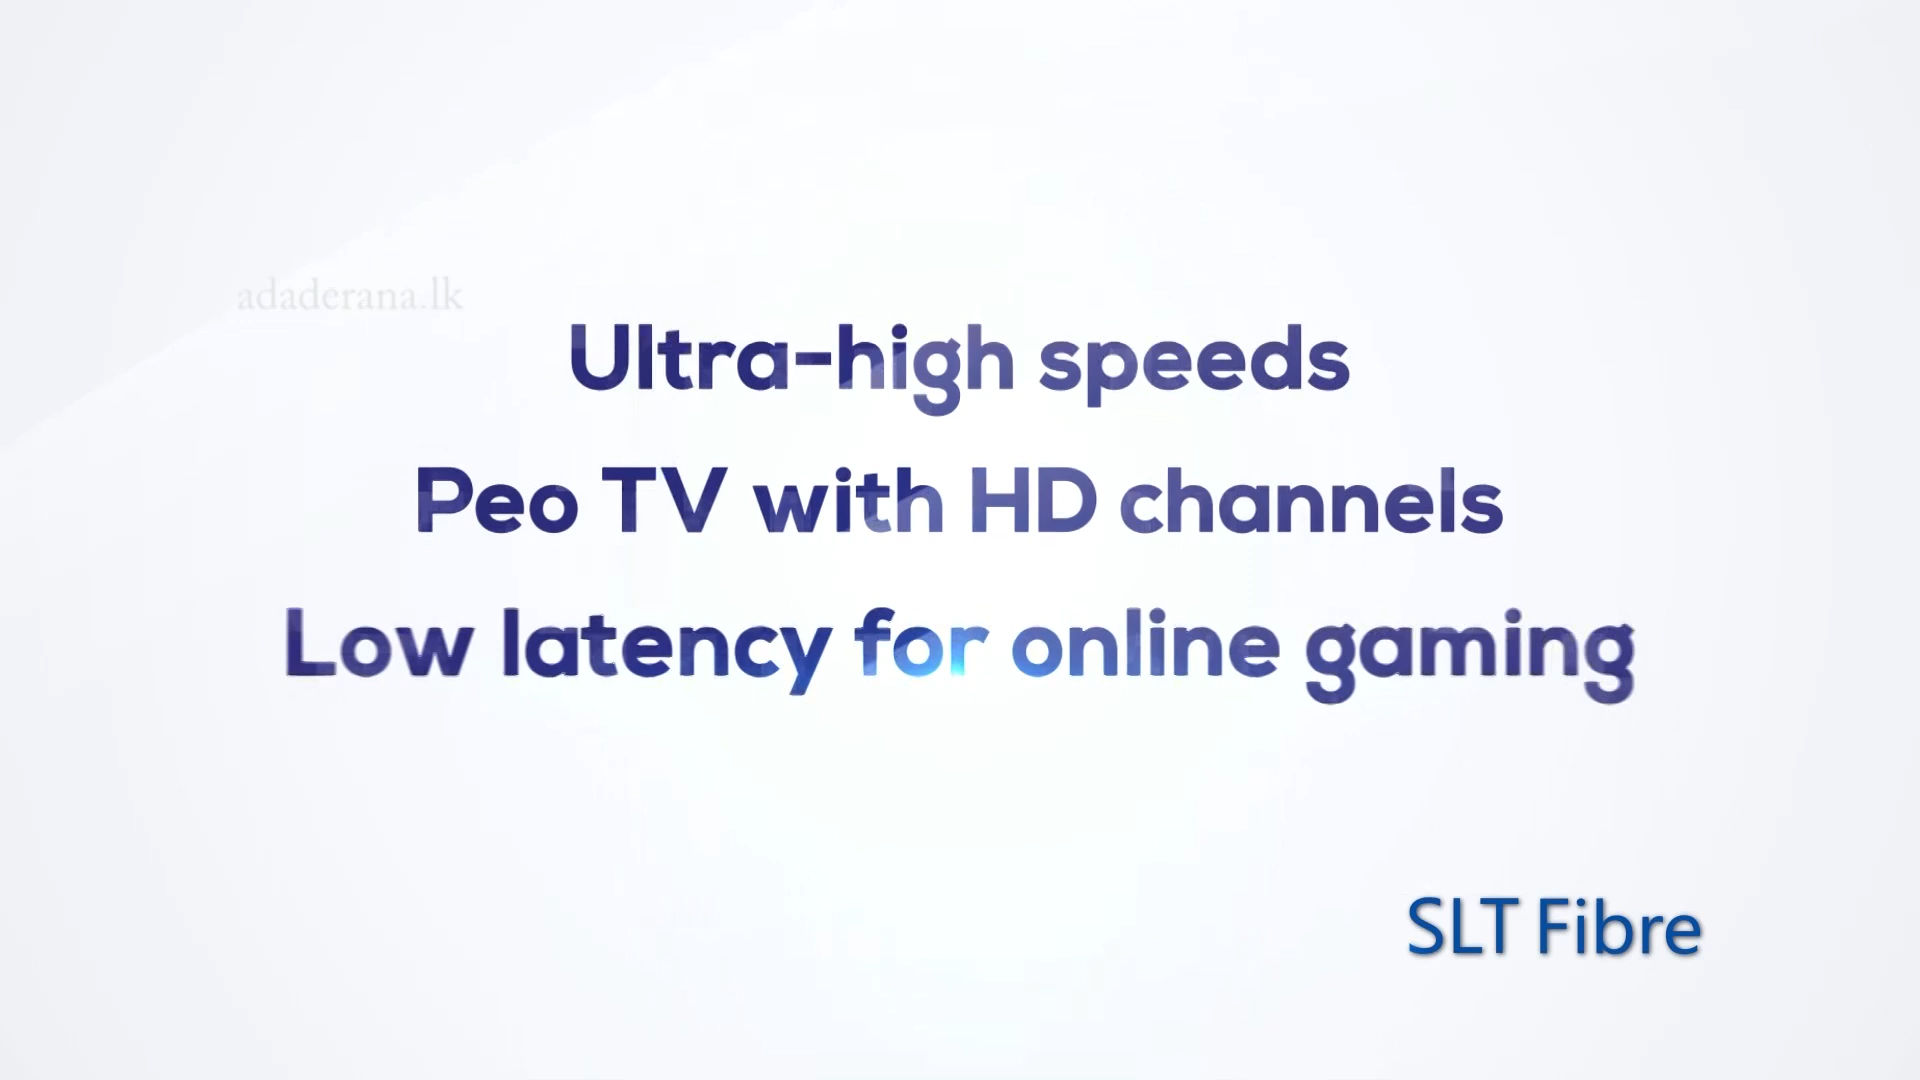 adaderana.lk
Ultra-high speeds
Peo TV with HD channels
Low latency for online gaming
SLT Fibre